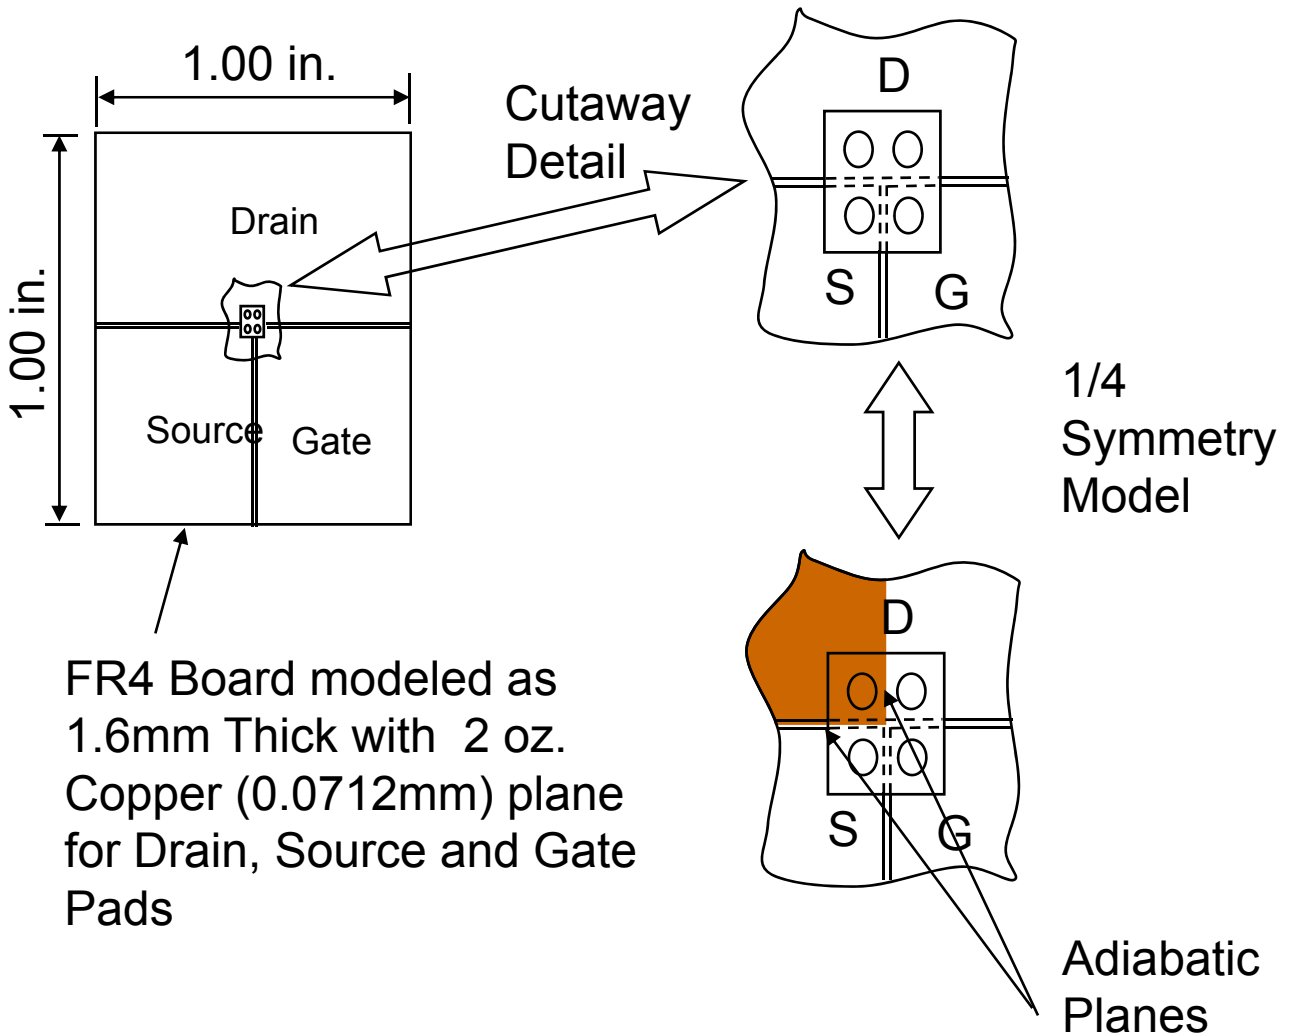 1.00 in.
1.00 in.
Drain
Source
Gate
Cutaway
Detail
D
S
G
1/4
Symmetry
Model
FR4 Board modeled as
1.6mm Thick with 2 oz.
Copper (0.0712mm) plane
for Drain, Source and Gate
Pads
D
S
G
Adiabatic
Planes